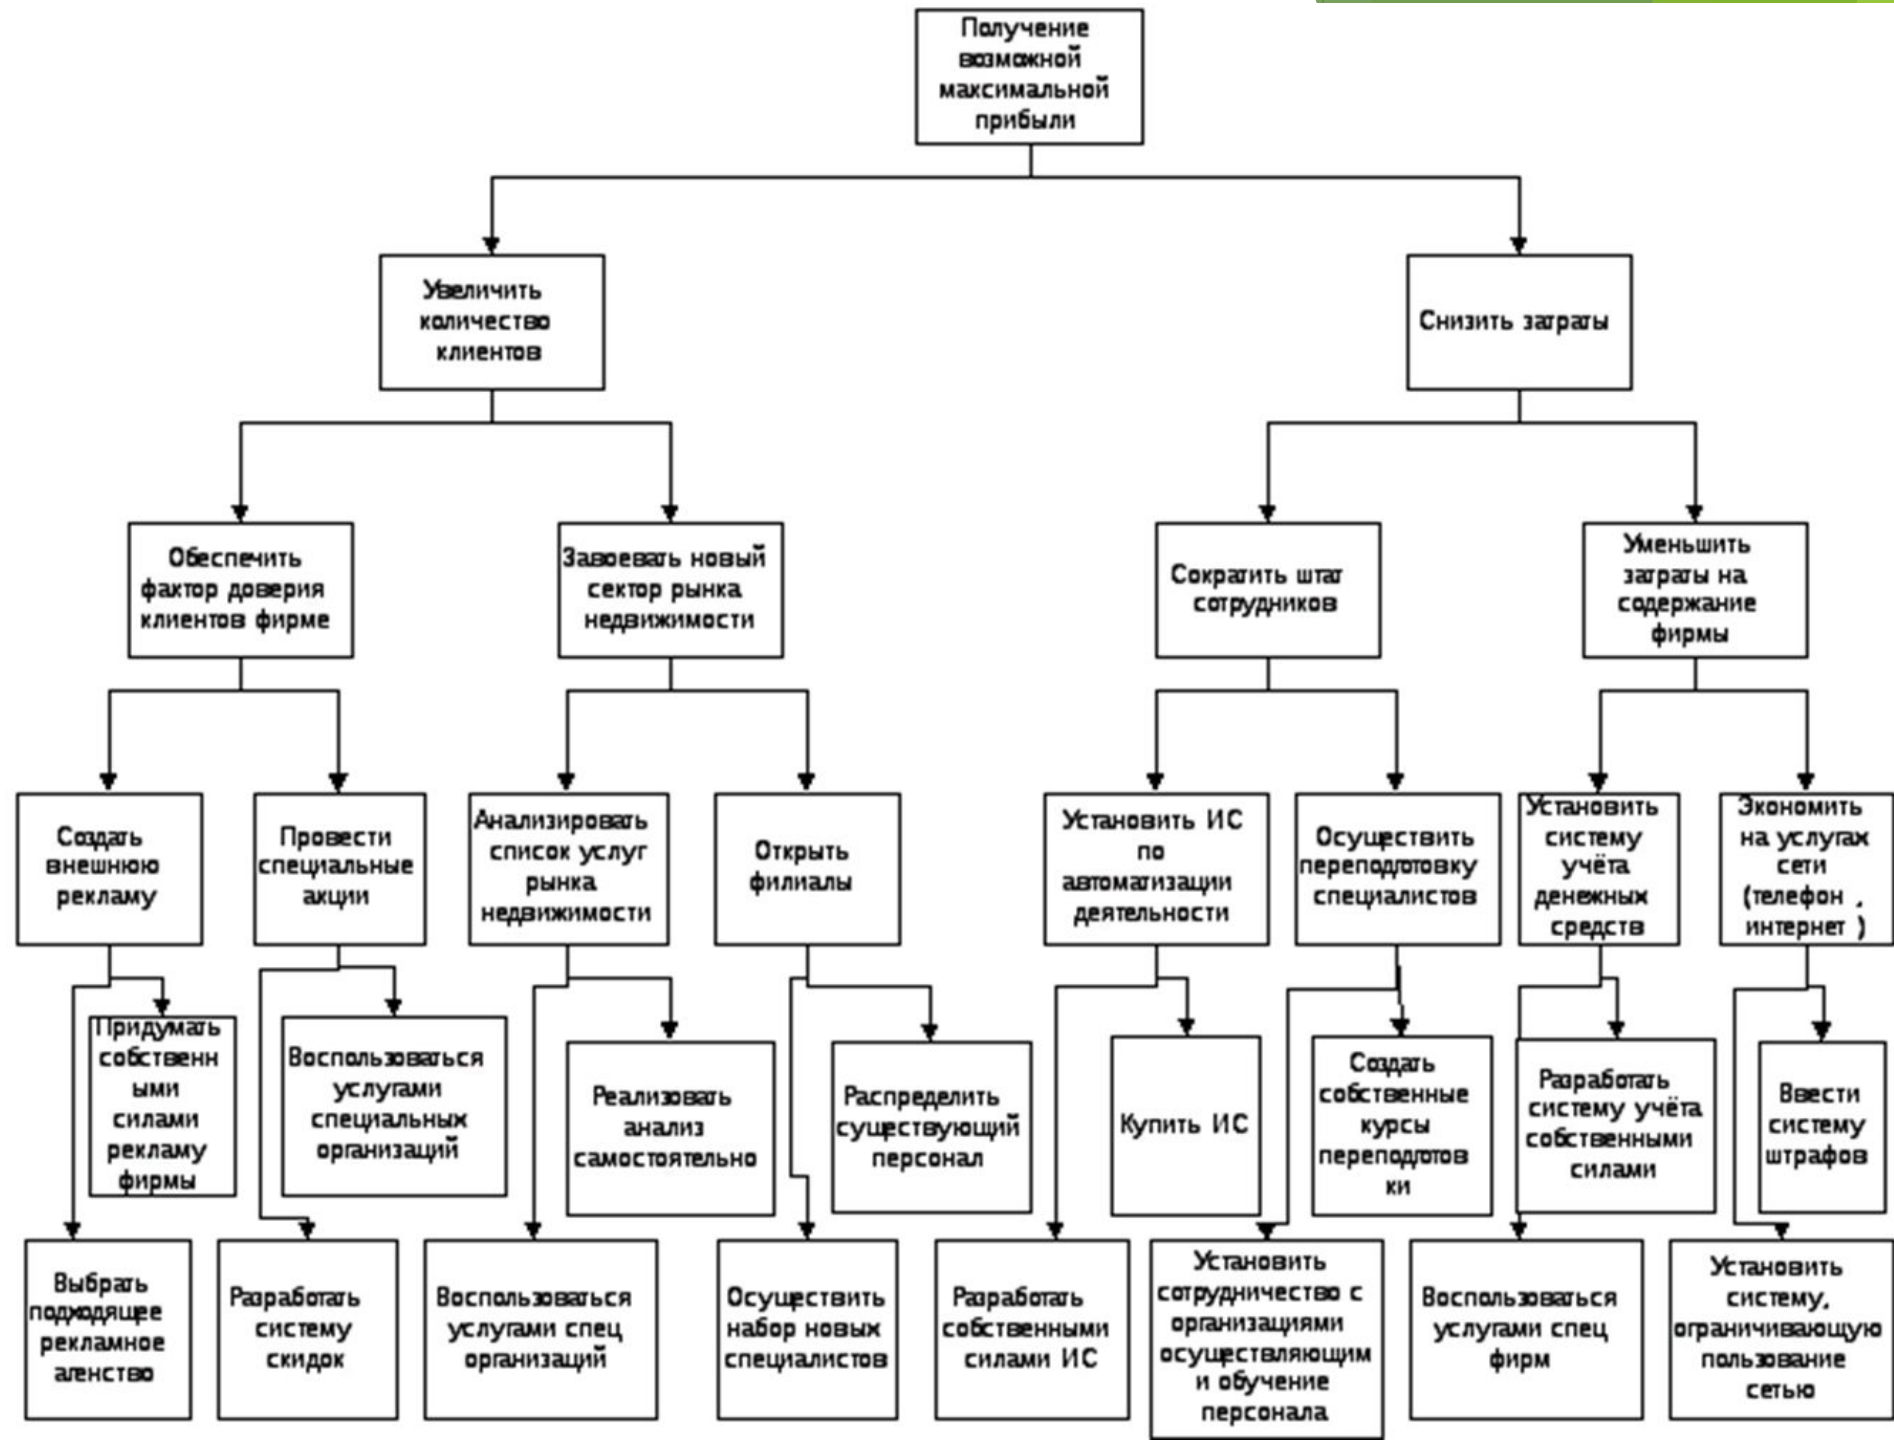 Получение
возможной
максимальной
прибыли
Увеличить
количество
клиентов
Снизить затраты
Обеспечить
фактор доверия
клиентов фирме
Завоевать новый
сектор рынка
недвижимости
Сократить штат
сотрудников
Уменьшить
затраты на
содержание
фирмы
Создать
внешнюю
рекламу
Провести
специальные
акции
Анализировать
список услуг
рынка
недвижимости
Открыть
филиалы
Установить ИС
по
автоматизации
деятельности
Осуществить
переподготовку
специалистов
Установить
систему
учёта
денежных
средств
Экономить
на услугах
сети
(телефон ,
интернет )
Придумать
собственн
ыми
силами
рекламу
фирмы
Воспользоваться
услугами
специальных
организаций
Реализовать
анализ
самостоятельно
Распределить
существующий
персонал
Купить ИС
Создать
собственные
курсы
переподготов
ки
Разработать
систему учёта
собственными
силами
Ввести
систему
штрафов
Выбрать
подходящее
рекламное
агенство
Разработать
систему
скидок
Воспользоваться
услугами спец
организаций
Осуществить
набор новых
специалистов
Разработать
собственными
силами ИС
Установить
сотрудничество с
организациями
осуществляющим
и обучение
персонала
Воспользоваться
услугами спец
фирм
Установить
систему,
ограничивающую
пользование
сетью